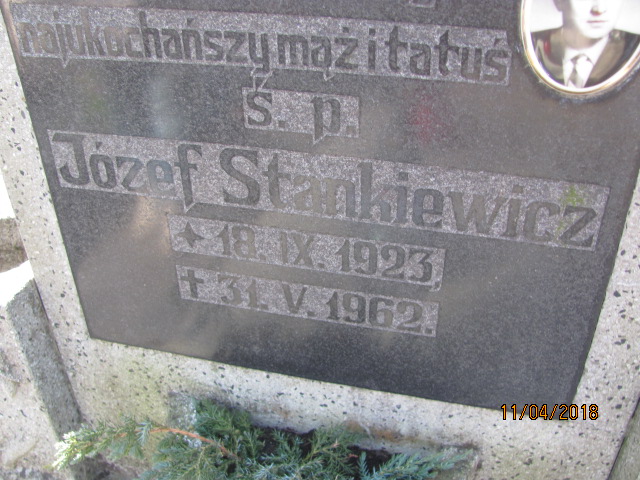 najukochańszy mąż i tatuś
Ś. p.
Józef Stankiewicz
★ 18. IX. 1923.
✝ 31. V. 1962.
11/04/2018